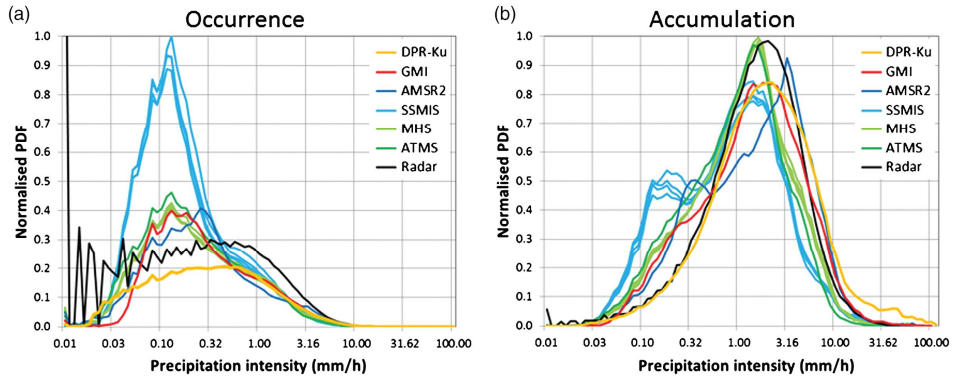 (a) Occurrence
1.0
0.9
0.8
0.7
0.6
0.5
0.4
0.3
0.2
0.1
0.0
Normalised PDF
DPR-Ku
GMI
AMSR2
SSMIS
MHS
ATMS
Radar
0.01 0.03 0.10 0.32 1.00 3.16 10.00 31.62 100.00
Precipitation intensity (mm/h)
(b) Accumulation
1.0
0.9
0.8
0.7
0.6
0.5
0.4
0.3
0.2
0.1
0.0
Normalised PDF
DPR-Ku
GMI
AMSR2
SSMIS
MHS
ATMS
Radar
0.01 0.03 0.10 0.32 1.00 3.16 10.00 31.62 100.00
Precipitation intensity (mm/h)